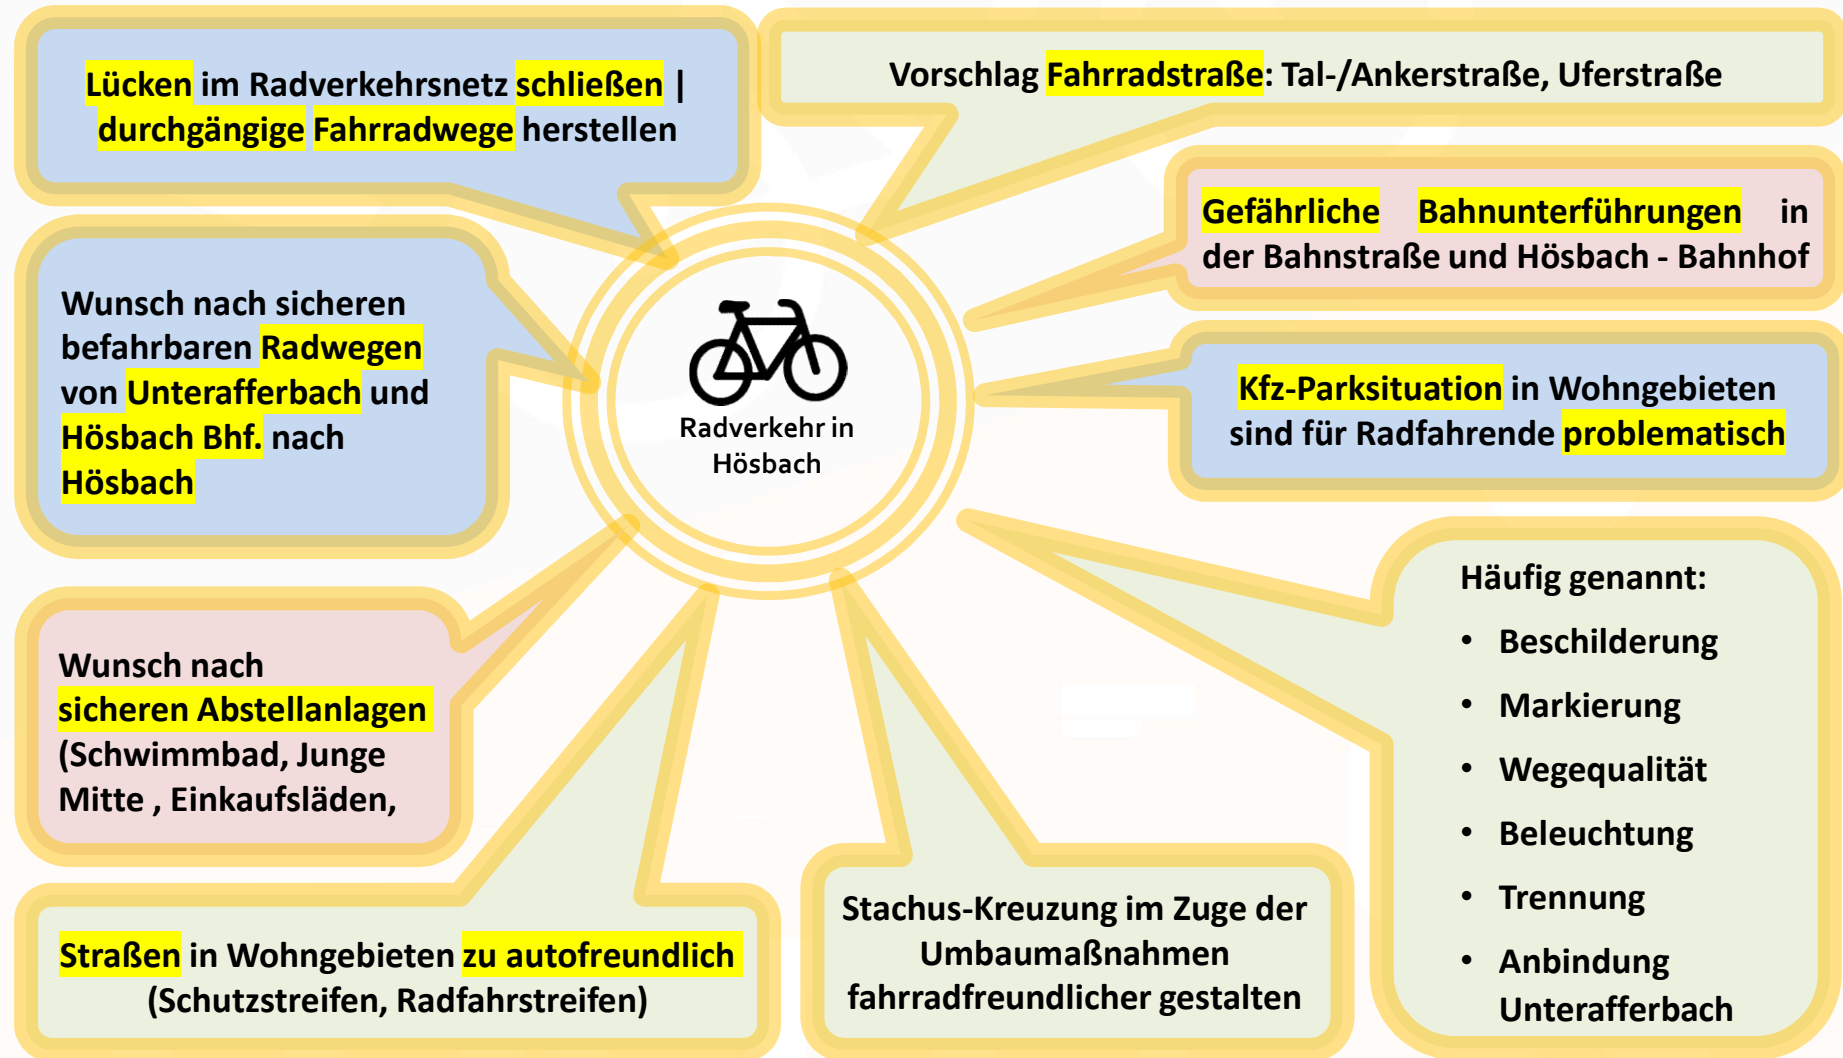 Lücken im Radverkehrsnetz schließen |
durchgängige Fahrradwege herstellen
Vorschlag Fahrradstraße: Tal-/Ankerstraße, Uferstraße
Gefährliche Bahnunterführungen in
der Bahnstraße und Hösbach - Bahnhof
Wunsch nach sicheren
befahrbaren Radwegen
von Unterafferbach und
Hösbach Bhf. nach
Hösbach
Radverkehr in
Hösbach
Kfz-Parksituation in Wohngebieten
sind für Radfahrende problematisch
Wunsch nach
sicheren Abstellanlagen
(Schwimmbad, Junge
Mitte , Einkaufsläden,
Häufig genannt:
• Beschilderung
• Markierung
• Wegequalität
• Beleuchtung
• Trennung
• Anbindung
Unterafferbach
Straßen in Wohngebieten zu autofreundlich
(Schutzstreifen, Radfahrstreifen)
Stachus-Kreuzung im Zuge der
Umbaumaßnahmen
fahrradfreundlicher gestalten